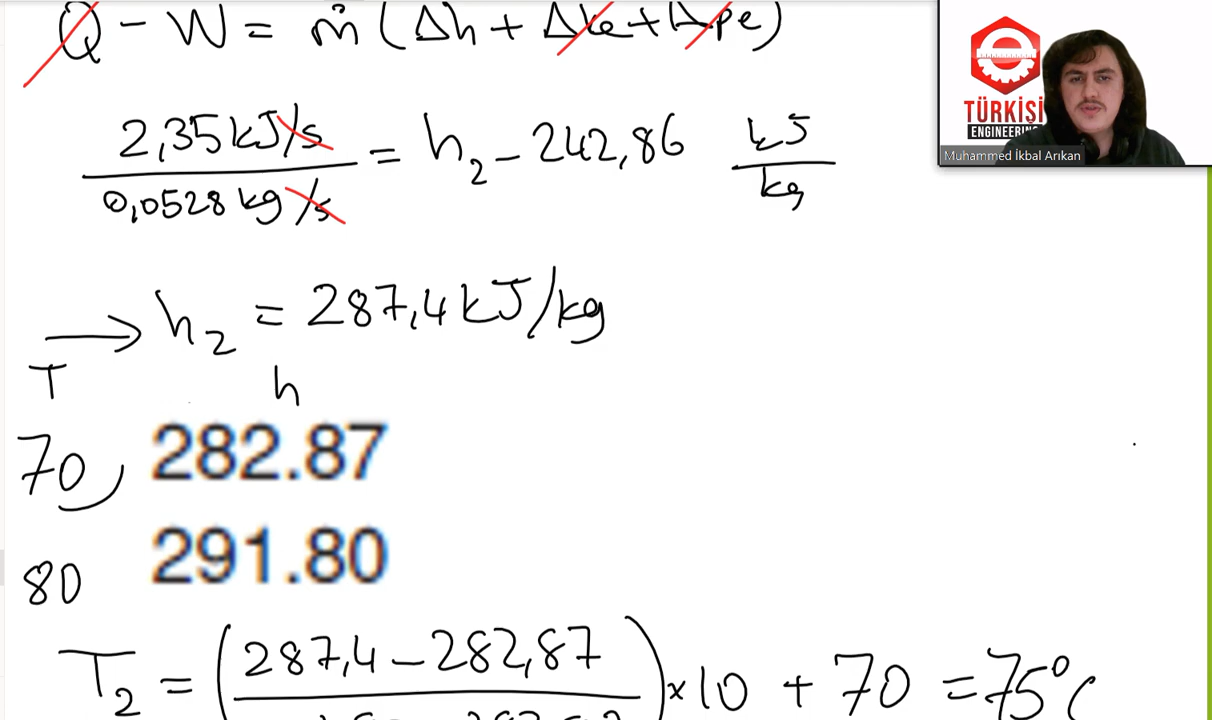 Q̇ - Ẇ = ṁ (Δh + Δke + Δpe)
TÜRKİŞİ
ENGINEERING
Muhammed İkbal Arıkan
2,35 kJ/s / 0,0528 kg/s = h₂ - 242,86 kJ/kg
→ h₂ = 287,4 kJ/kg
T h
70, 282.87
80 291.80
T₂ = (287,4 - 282,87 / ) × 10 + 70 = 75°C